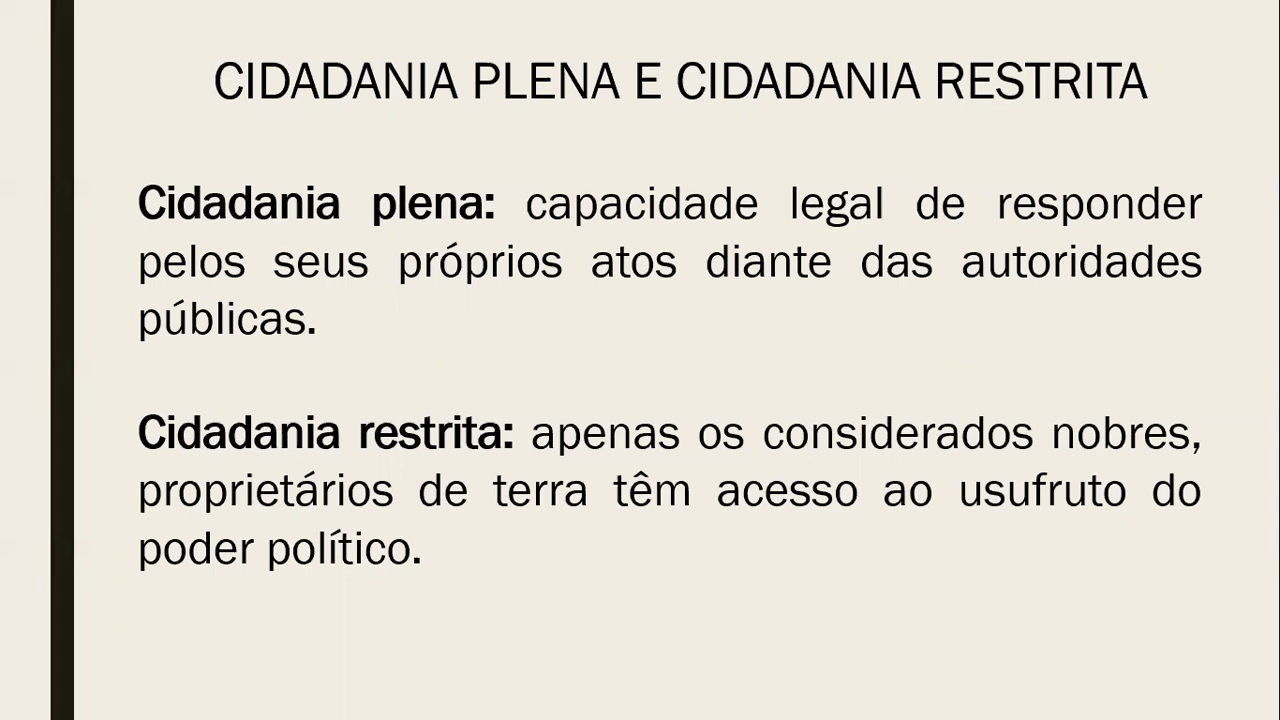 CIDADANIA PLENA E CIDADANIA RESTRITA
Cidadania plena: capacidade legal de responder
pelos seus próprios atos diante das autoridades
públicas.
Cidadania restrita: apenas os considerados nobres,
proprietários de terra têm acesso ao usufruto do
poder político.